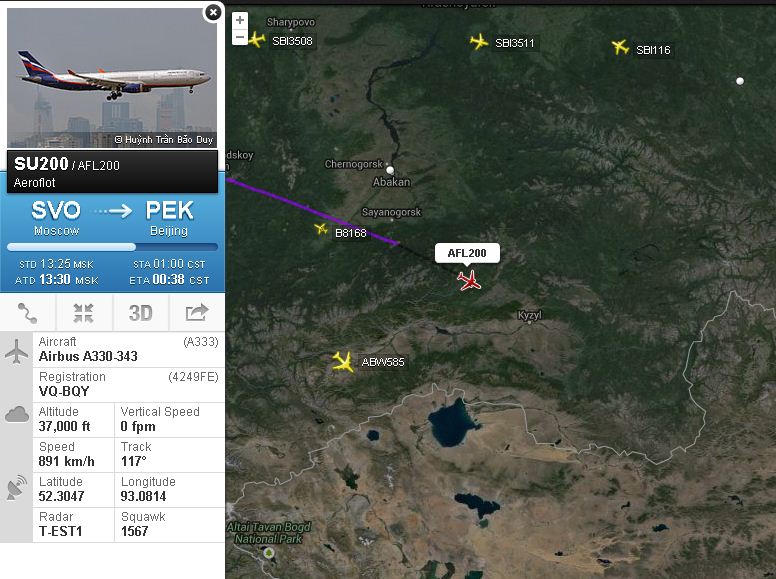 © Huỳnh Trần Bảo Duy
SU200 / AFL200
Aeroflot
SVO PEK
Moscow Beijing
STD 13:25 MSK STA 01:00 CST
ATD 13:30 MSK ETA 00:38 CST
3D
Aircraft (A333)
Airbus A330-343
Registration (4249FE)
VQ-BQY
Altitude Vertical Speed
37,000 ft 0 fpm
Speed Track
891 km/h 117°
Latitude Longitude
52.3047 93.0814
Radar Squawk
T-EST1 1567
+
−
Sharypovo
SBI3508
SBI3511
SBI116
dskoy
Chernogorsk
Abakan
Sayanogorsk
B8168
AFL200
Kyzyl
ABW585
Altai Tavan Bogd
National Park